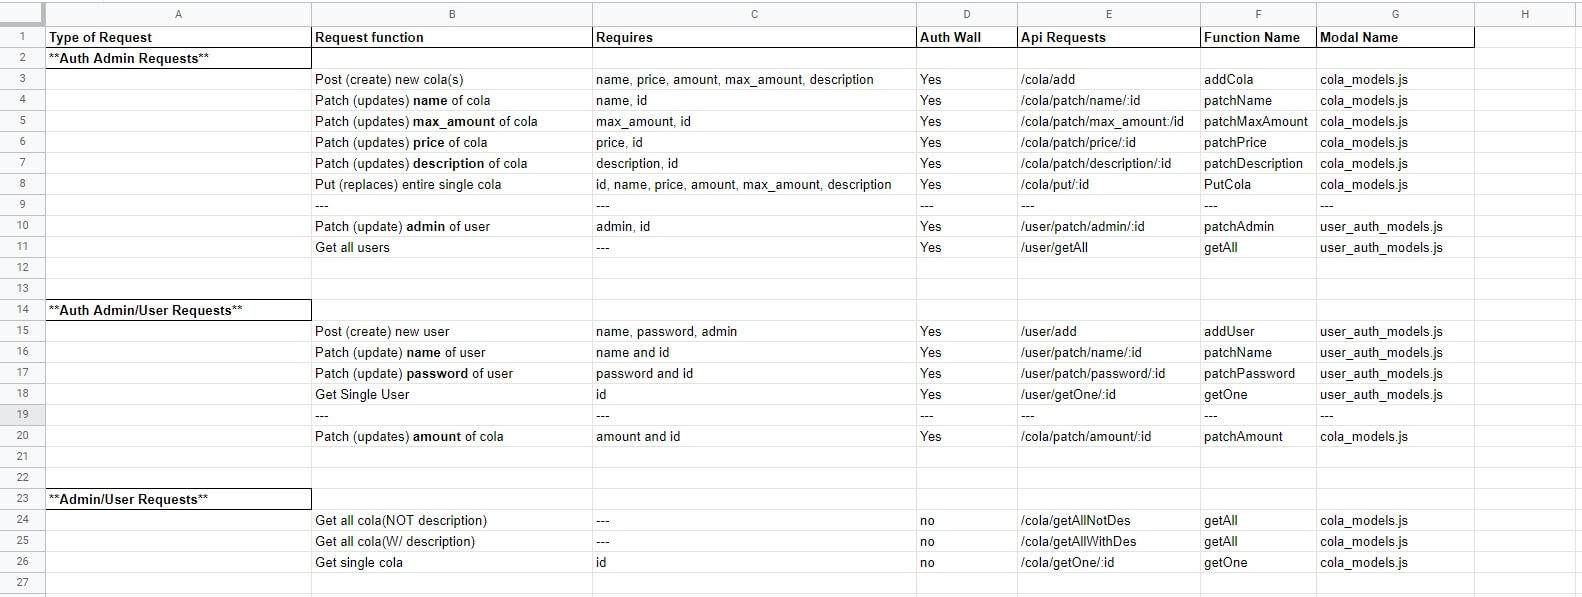 A B C D E F G H
1 Type of Request Request function Requires Auth Wall Api Requests Function Name Modal Name
2 **Auth Admin Requests**
3 Post (create) new cola(s) name, price, amount, max_amount, description Yes /cola/add addCola cola_models.js
4 Patch (updates) name of cola name, id Yes /cola/patch/name/:id patchName cola_models.js
5 Patch (updates) max_amount of cola max_amount, id Yes /cola/patch/max_amount:/id patchMaxAmount cola_models.js
6 Patch (updates) price of cola price, id Yes /cola/patch/price/:id patchPrice cola_models.js
7 Patch (updates) description of cola description, id Yes /cola/patch/description/:id patchDescription cola_models.js
8 Put (replaces) entire single cola id, name, price, amount, max_amount, description Yes /cola/put/:id PutCola cola_models.js
9 --- --- --- --- --- ---
10 Patch (update) admin of user admin, id Yes /user/patch/admin/:id patchAdmin user_auth_models.js
11 Get all users --- Yes /user/getAll getAll user_auth_models.js
12
13
14 **Auth Admin/User Requests**
15 Post (create) new user name, password, admin Yes /user/add addUser user_auth_models.js
16 Patch (update) name of user name and id Yes /user/patch/name/:id patchName user_auth_models.js
17 Patch (update) password of user password and id Yes /user/patch/password/:id patchPassword user_auth_models.js
18 Get Single User id Yes /user/getOne/:id getOne user_auth_models.js
19 --- --- --- --- --- ---
20 Patch (updates) amount of cola amount and id Yes /cola/patch/amount/:id patchAmount cola_models.js
21
22
23 **Admin/User Requests**
24 Get all cola(NOT description) --- no /cola/getAllNotDes getAll cola_models.js
25 Get all cola(W/ description) --- no /cola/getAllWithDes getAll cola_models.js
26 Get single cola id no /cola/getOne/:id getOne cola_models.js
27